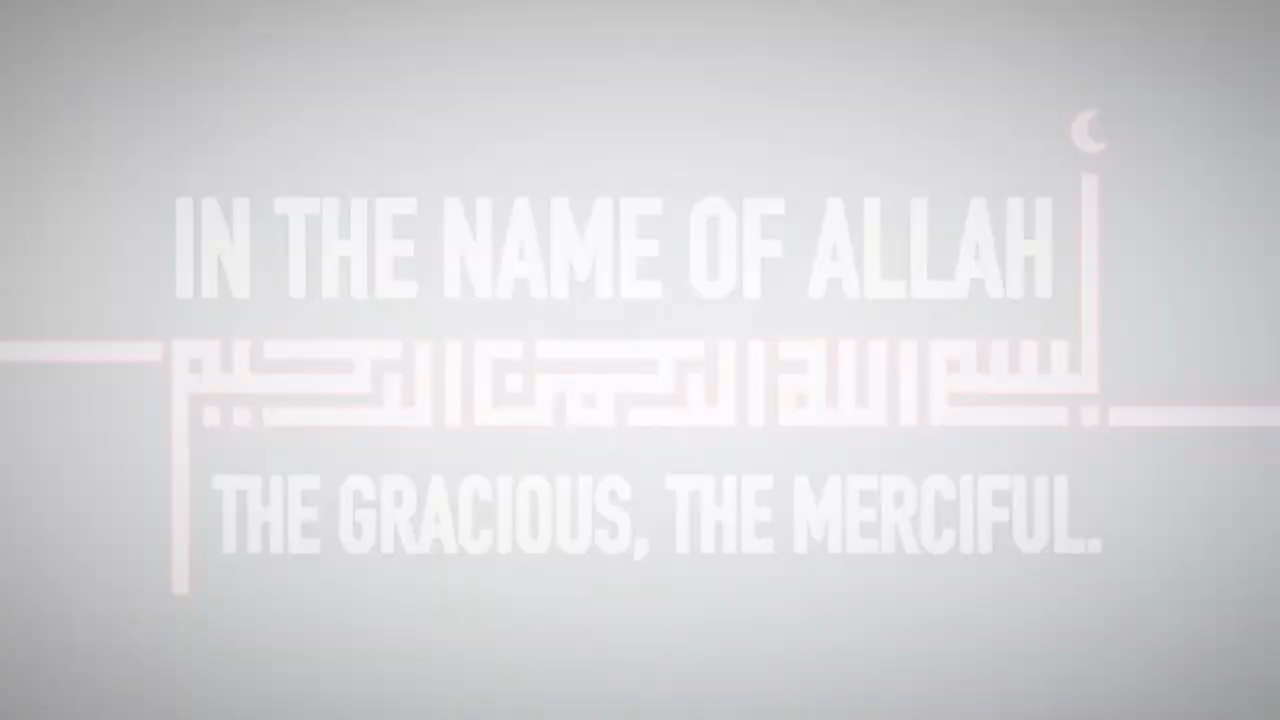 IN THE NAME OF ALLAH
بسم الله الرحمن الرحيم
THE GRACIOUS, THE MERCIFUL.